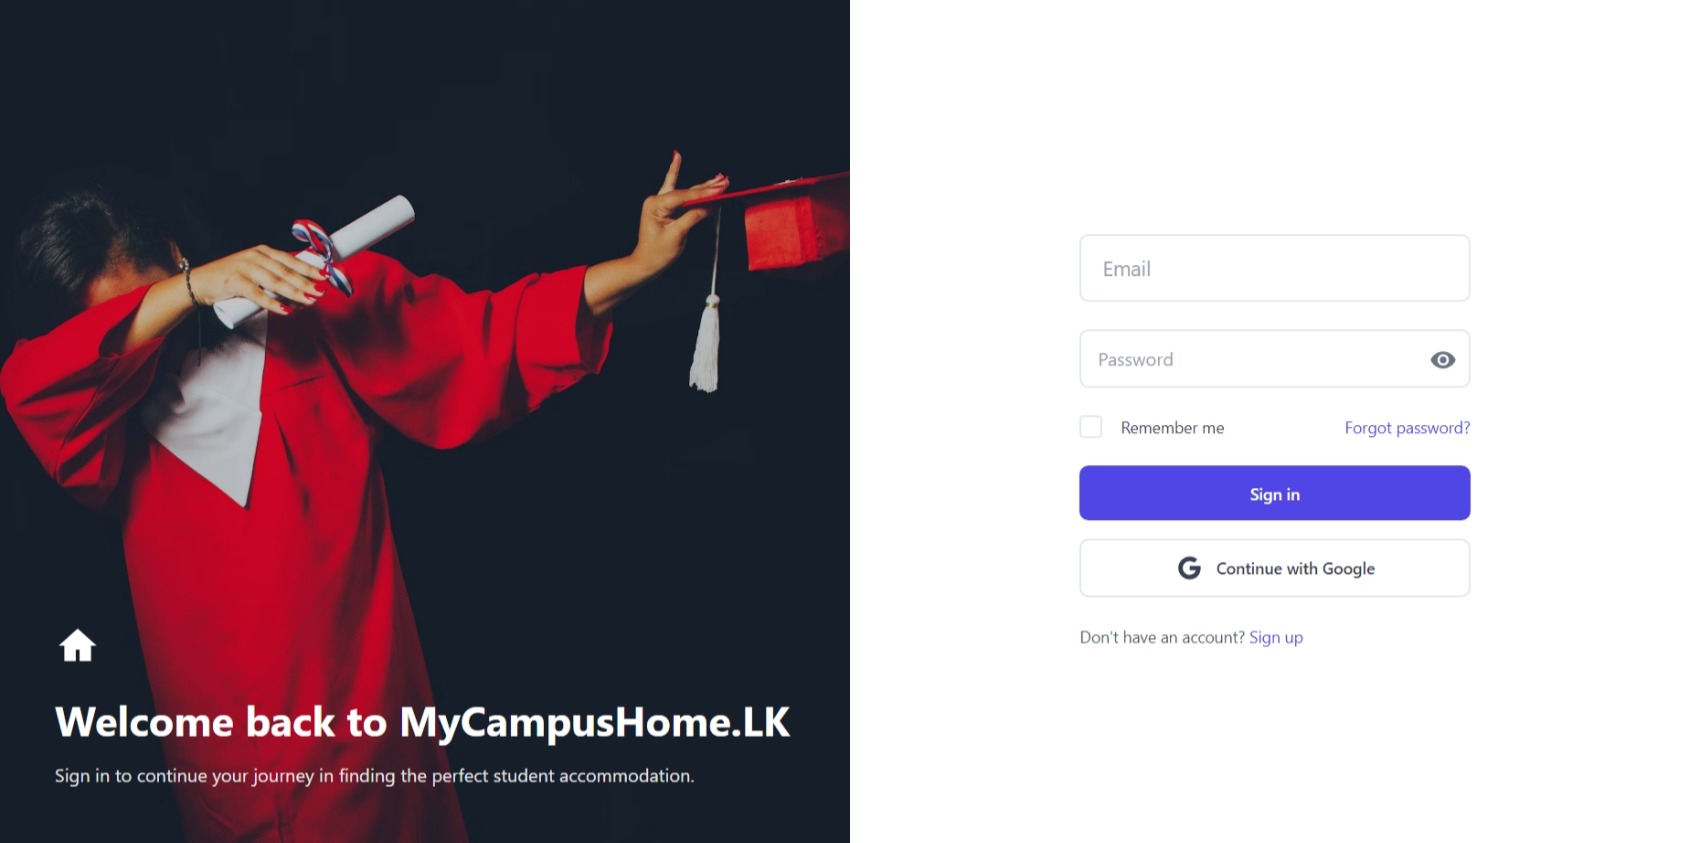 Welcome back to MyCampusHome.LK
Sign in to continue your journey in finding the perfect student accommodation.
Email
Password
Remember me
Forgot password?
Sign in
Continue with Google
Don't have an account? Sign up